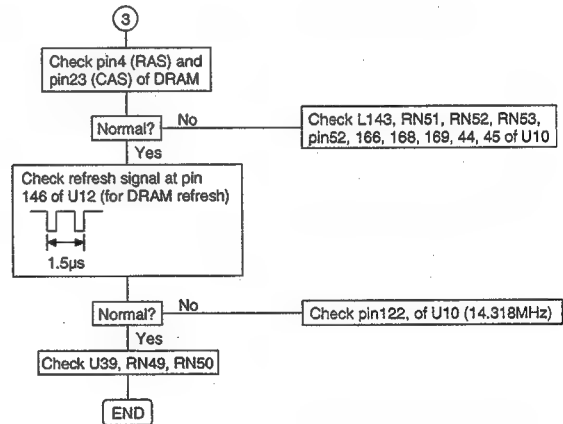 3
Check pin4 (RAS) and
pin23 (CAS) of DRAM
Normal?
No
Check L143, RN51, RN52, RN53,
pin52, 166, 168, 169, 44, 45 of U10
Yes
Check refresh signal at pin
146 of U12 (for DRAM refresh)
1.5μs
Normal?
No
Check pin122, of U10 (14.318MHz)
Yes
Check U39, RN49, RN50
END